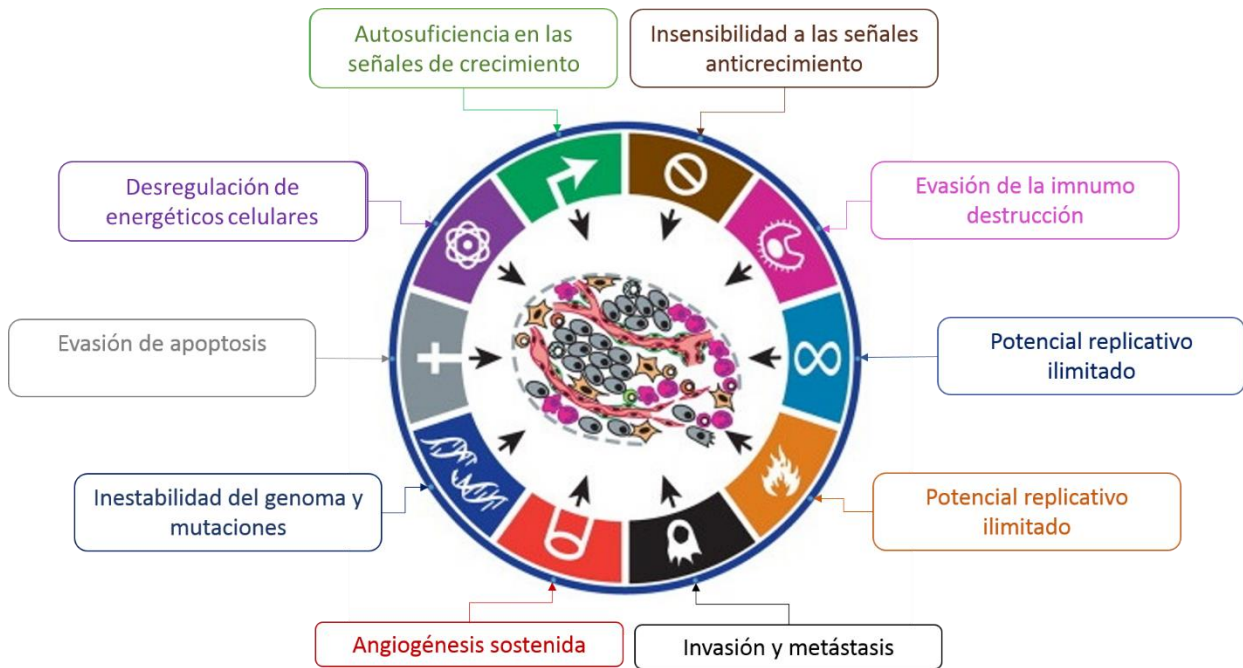 Autosuficiencia en las
señales de crecimiento
Insensibilidad a las señales
anticrecimiento
Desregulación de
energéticos celulares
Evasión de la imnumo
destrucción
Evasión de apoptosis
Potencial replicativo
ilimitado
Inestabilidad del genoma y
mutaciones
Potencial replicativo
ilimitado
Angiogénesis sostenida
Invasión y metástasis